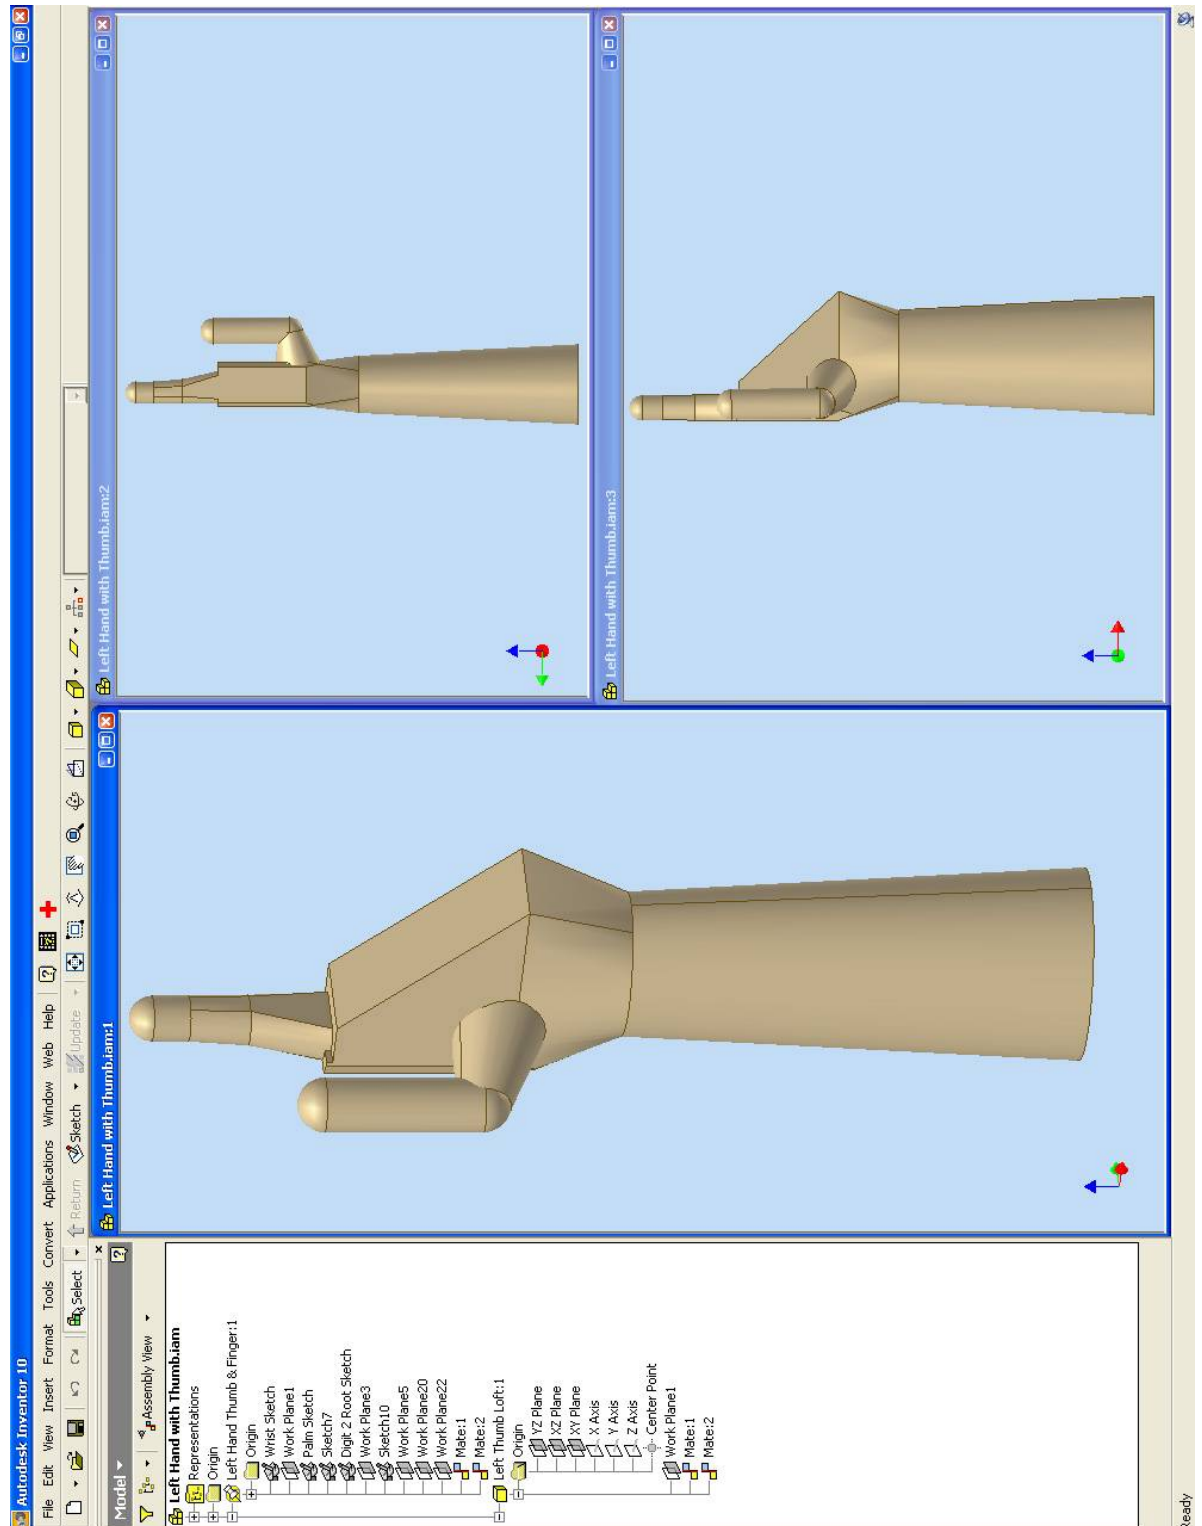 Autodesk Inventor 10
File Edit View Insert Format Tools Convert Applications Window Web Help
Select Return Sketch Update
Model
Assembly View
Left Hand with Thumb.iam
Representations
Origin
Left Hand Thumb & Finger:1
Origin
Wrist Sketch
Work Plane1
Palm Sketch
Sketch7
Digit 2 Root Sketch
Work Plane3
Sketch10
Work Plane5
Work Plane20
Work Plane22
Mate:1
Mate:2
Left Thumb Loft:1
Origin
YZ Plane
XZ Plane
XY Plane
X Axis
Y Axis
Z Axis
Center Point
Work Plane1
Mate:1
Mate:2
Left Hand with Thumb.iam:1
Left Hand with Thumb.iam:2
Left Hand with Thumb.iam:3
Ready